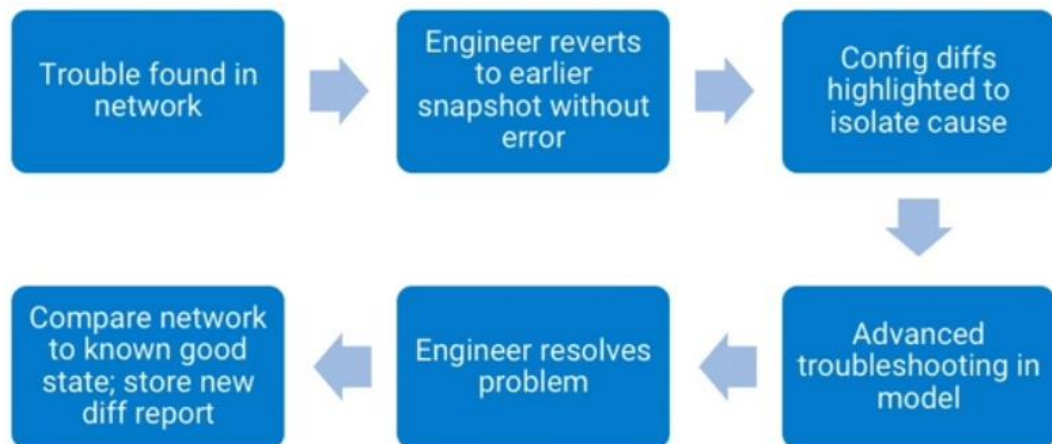 Trouble found in
network
Engineer reverts
to earlier
snapshot without
error
Config diffs
highlighted to
isolate cause
Advanced
troubleshooting in
model
Engineer resolves
problem
Compare network
to known good
state; store new
diff report